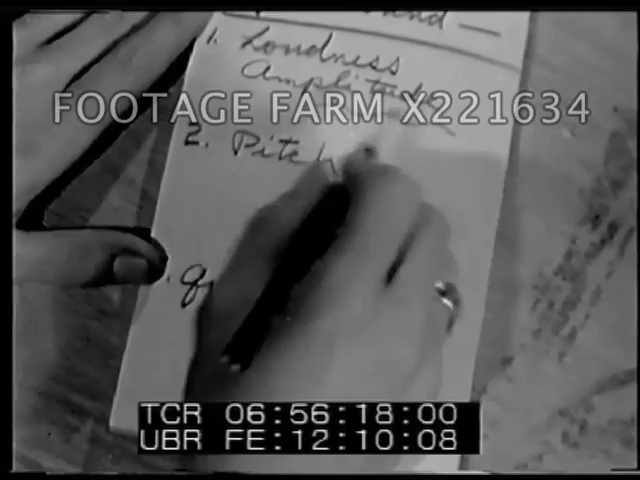 1. Loudness
Amplitude
FOOTAGE FARM X221634
2. Pitch
TCR 06:56:18:00
UBR FE:12:10:08